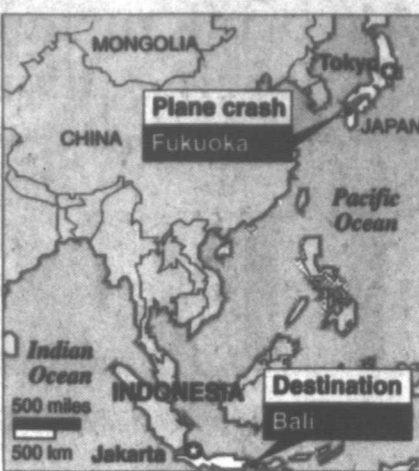 MONGOLIA
Tokyo
Plane crash
Fukuoka
CHINA
JAPAN
Pacific
Ocean
Indian
Ocean
INDONESIA
Destination
500 miles
Bali
500 km
Jakarta